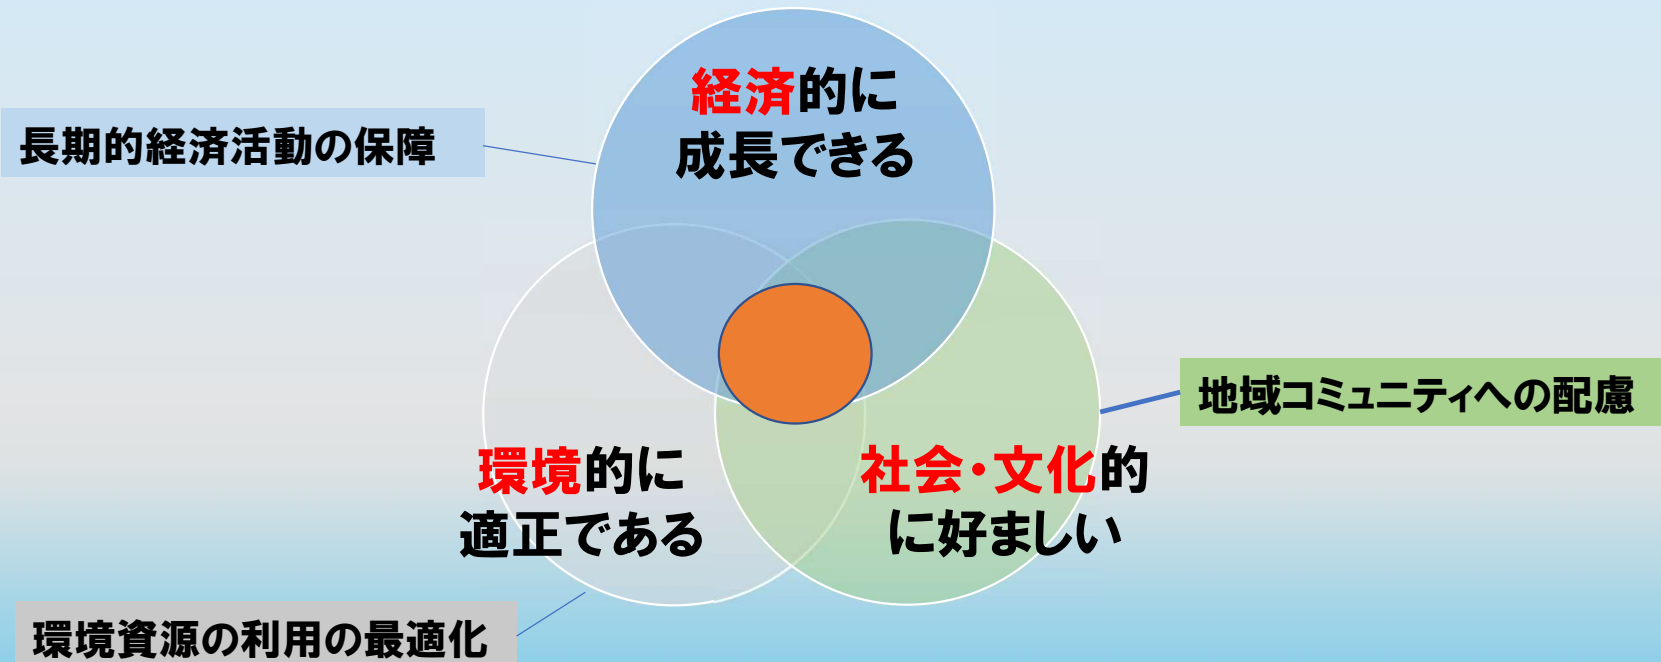 経済的に
成長できる
長期的経済活動の保障
地域コミュニティへの配慮
環境的に
適正である
社会・文化的
に好ましい
環境資源の利用の最適化